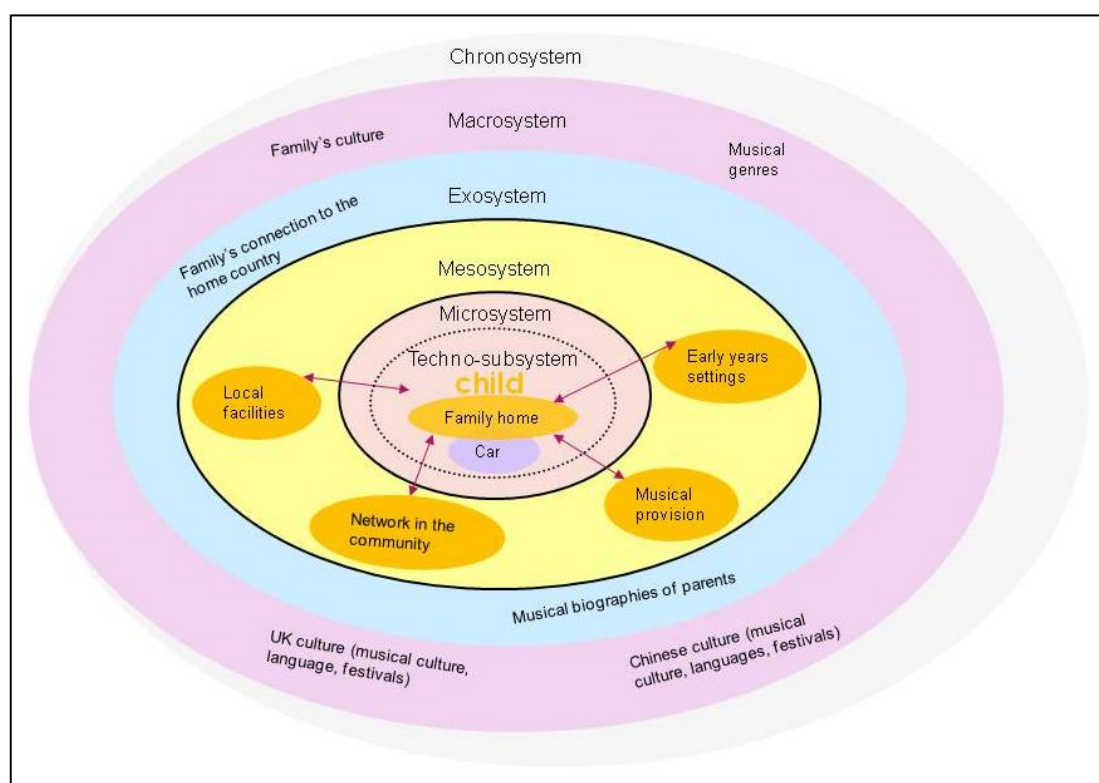 Chronosystem
Macrosystem
Family's culture
Musical
genres
Exosystem
Family's connection to the
home country
Mesosystem
Microsystem
Techno-subsystem
child
Family home
Car
Early years
settings
Local
facilities
Musical
provision
Network in the
community
Musical biographies of parents
UK culture (musical culture,
language, festivals)
Chinese culture (musical
culture, languages, festivals)